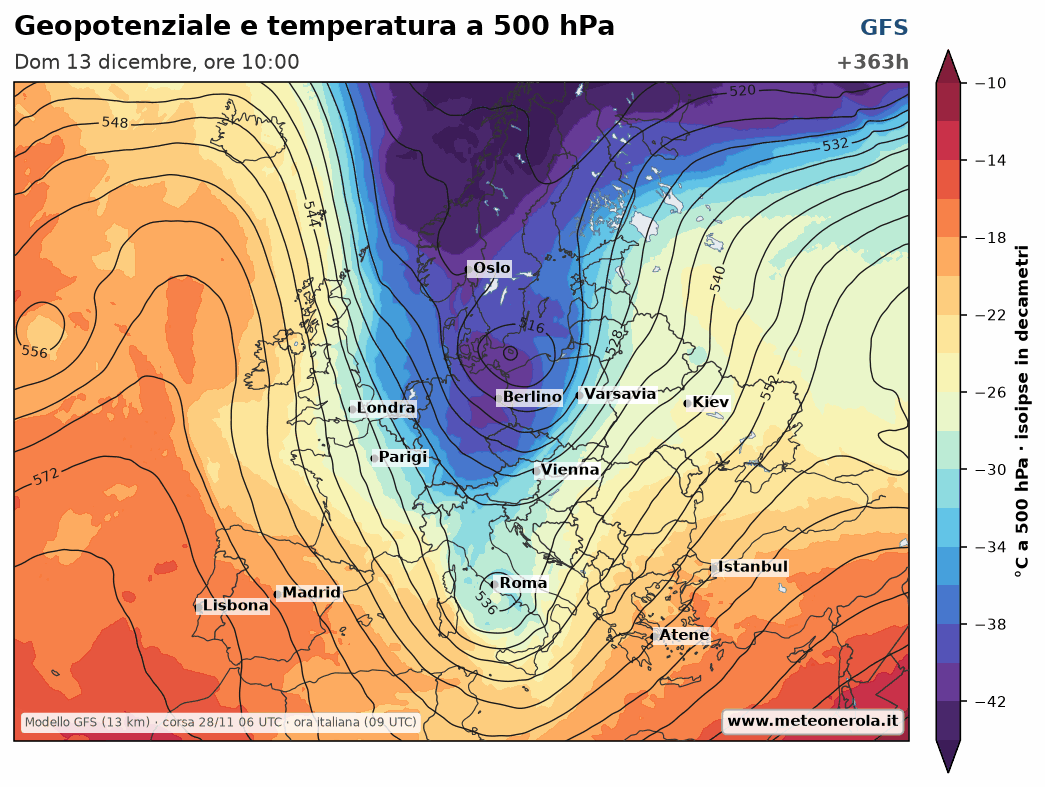 Geopotenziale e temperatura a 500 hPa
GFS
Dom 13 dicembre, ore 10:00
+363h
520
548
532
544
Oslo
540
516
556
528
552
Berlino
Varsavia
Kiev
Londra
Parigi
Vienna
572
Istanbul
Roma
Madrid
536
Lisbona
Atene
Modello GFS (13 km) · corsa 28/11 06 UTC · ora italiana (09 UTC)
www.meteonerola.it
−10
−14
−18
−22
−26
−30
−34
−38
−42
°C a 500 hPa · isoipse in decametri